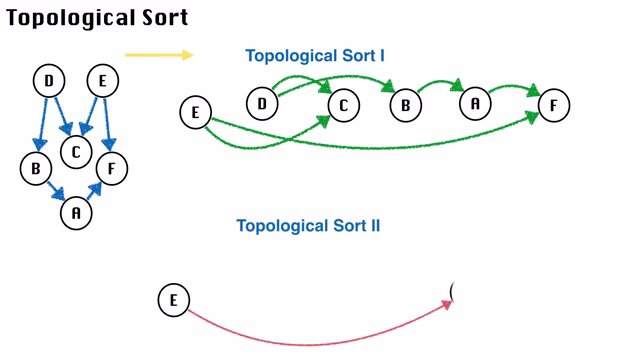 Topological Sort
Topological Sort I
D E
E D C B A F
C
B F
A
Topological Sort II
E